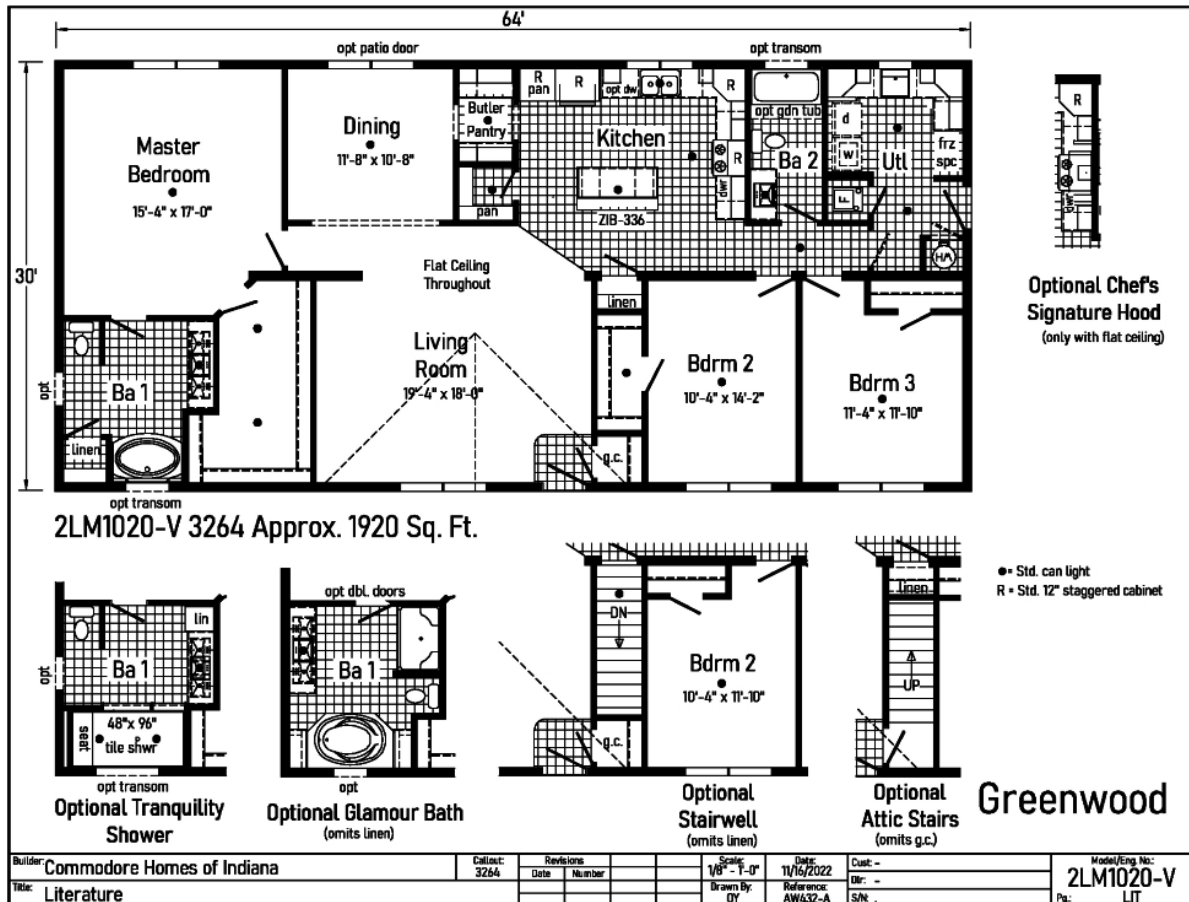 64'
opt patio door
opt transom
30'
Master
Bedroom
15'-4" x 17'-0"
Dining
11'-8" x 10'-8"
Butler
Pantry
pan
R
pan
R
opt dw
R
Kitchen
R
dwr
ZIB-336
opt gdn tub
Ba 2
d
w
Utl
frz
spc
F
HW
R
dwr
Optional Chef's
Signature Hood
(only with flat ceiling)
Flat Ceiling
Throughout
Living
Room
19'-4" x 18'-0"
linen
Bdrm 2
10'-4" x 14'-2"
Bdrm 3
11'-4" x 11'-10"
opt
Ba 1
linen
g.c.
opt transom
2LM1020-V 3264 Approx. 1920 Sq. Ft.
lin
opt
Ba 1
48"x 96"
tile shwr
seat
opt transom
Optional Tranquility
Shower
opt dbl. doors
Ba 1
opt
Optional Glamour Bath
(omits linen)
DN
g.c.
Bdrm 2
10'-4" x 11'-10"
Optional
Stairwell
(omits linen)
linen
UP
Optional
Attic Stairs
(omits g.c.)
●= Std. can light
R = Std. 12" staggered cabinet
Greenwood
Builder: Commodore Homes of Indiana
Title: Literature
Callout:
3264
Revisions
Date Number
Scale:
1/8" - 1'-0"
Drawn By:
DY
Date:
11/16/2022
Reference:
AW432-A
Cust: -
Dlr: -
S/N: .
Model/Eng. No.:
2LM1020-V
Pg.: LIT